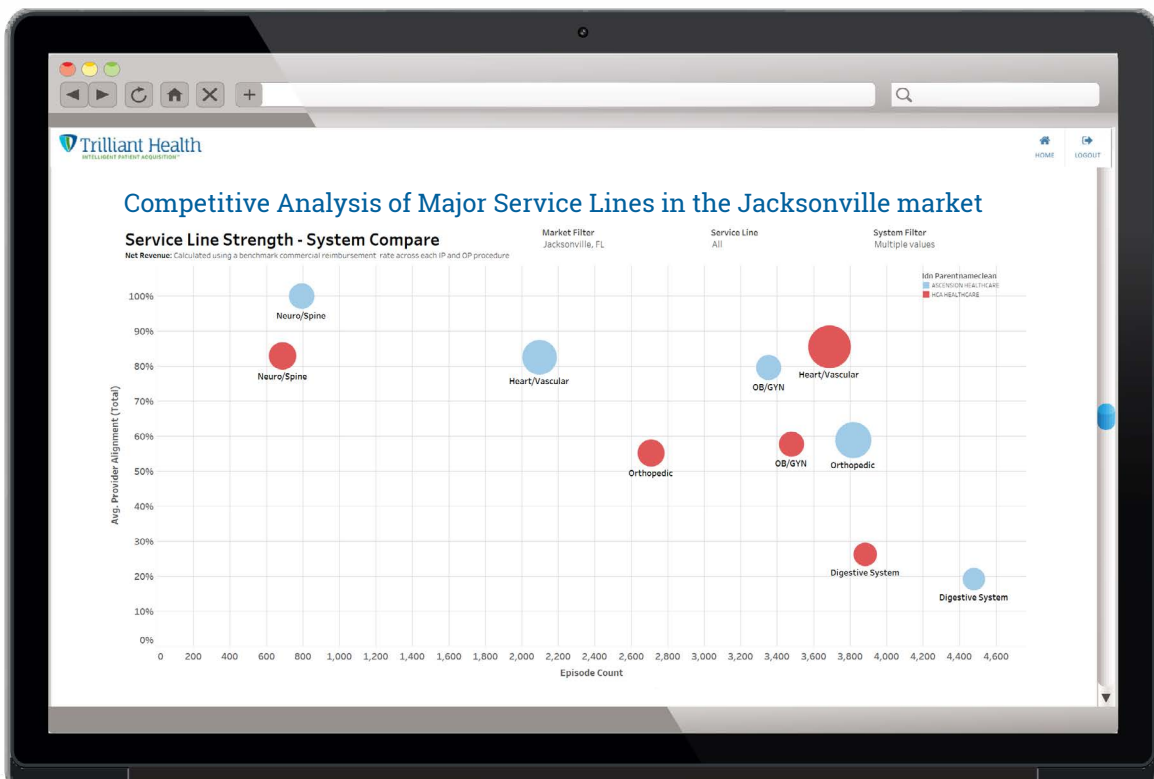 Trilliant Health
INTELLIGENT PATIENT ACQUISITION™
HOME
LOGOUT
Competitive Analysis of Major Service Lines in the Jacksonville market
Service Line Strength - System Compare
Net Revenue: Calculated using a benchmark commercial reimbursement rate across each IP and OP procedure
Market Filter
Jacksonville, FL
Service Line
All
System Filter
Multiple values
Idn Parentnameclean
ASCENSION HEALTHCARE
HCA HEALTHCARE
Avg. Provider Alignment (Total)
100%
90%
80%
70%
60%
50%
40%
30%
20%
10%
0%
Neuro/Spine
Neuro/Spine
Heart/Vascular
OB/GYN
Heart/Vascular
Orthopedic
OB/GYN
Orthopedic
Digestive System
Digestive System
0 200 400 600 800 1,000 1,200 1,400 1,600 1,800 2,000 2,200 2,400 2,600 2,800 3,000 3,200 3,400 3,600 3,800 4,000 4,200 4,400 4,600
Episode Count